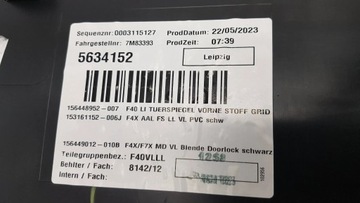 Sequenznr: 0003115127 ProdDatum: 22/05/2023
Fahrgestellnr: 7M83393 ProdZeit: 07:39
5634152 Leipzig
156448952-007 F40 LI TUERSPIEGEL VORNE STOFF GRID
153161152-006J F4X AAL FS LL VL PVC schw
156449012-010B F4X/F7X MD VL Blende Doorlock schwarz
Teilegruppenbez.: F40VLLL
Behlter / Fach: 8142/12
Intern / Fach: